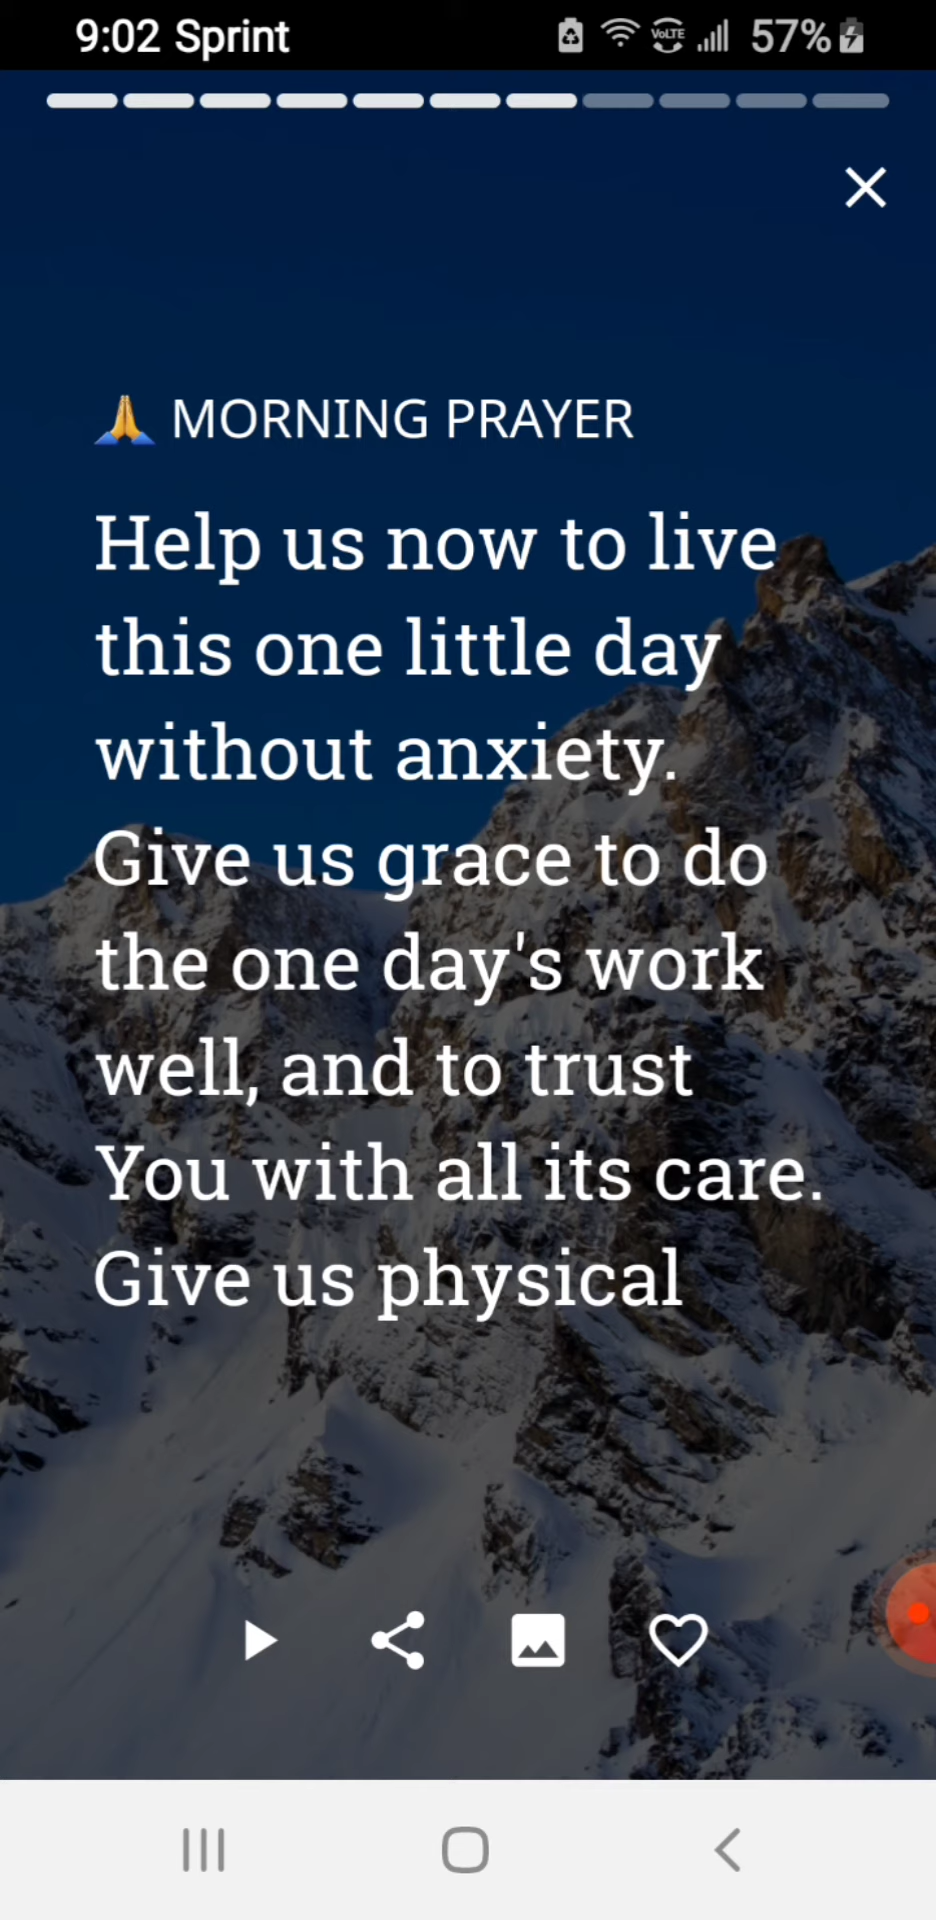 9:02 Sprint VoLTE 57%
🙏 MORNING PRAYER
Help us now to live
this one little day
without anxiety.
Give us grace to do
the one day's work
well, and to trust
You with all its care.
Give us physical